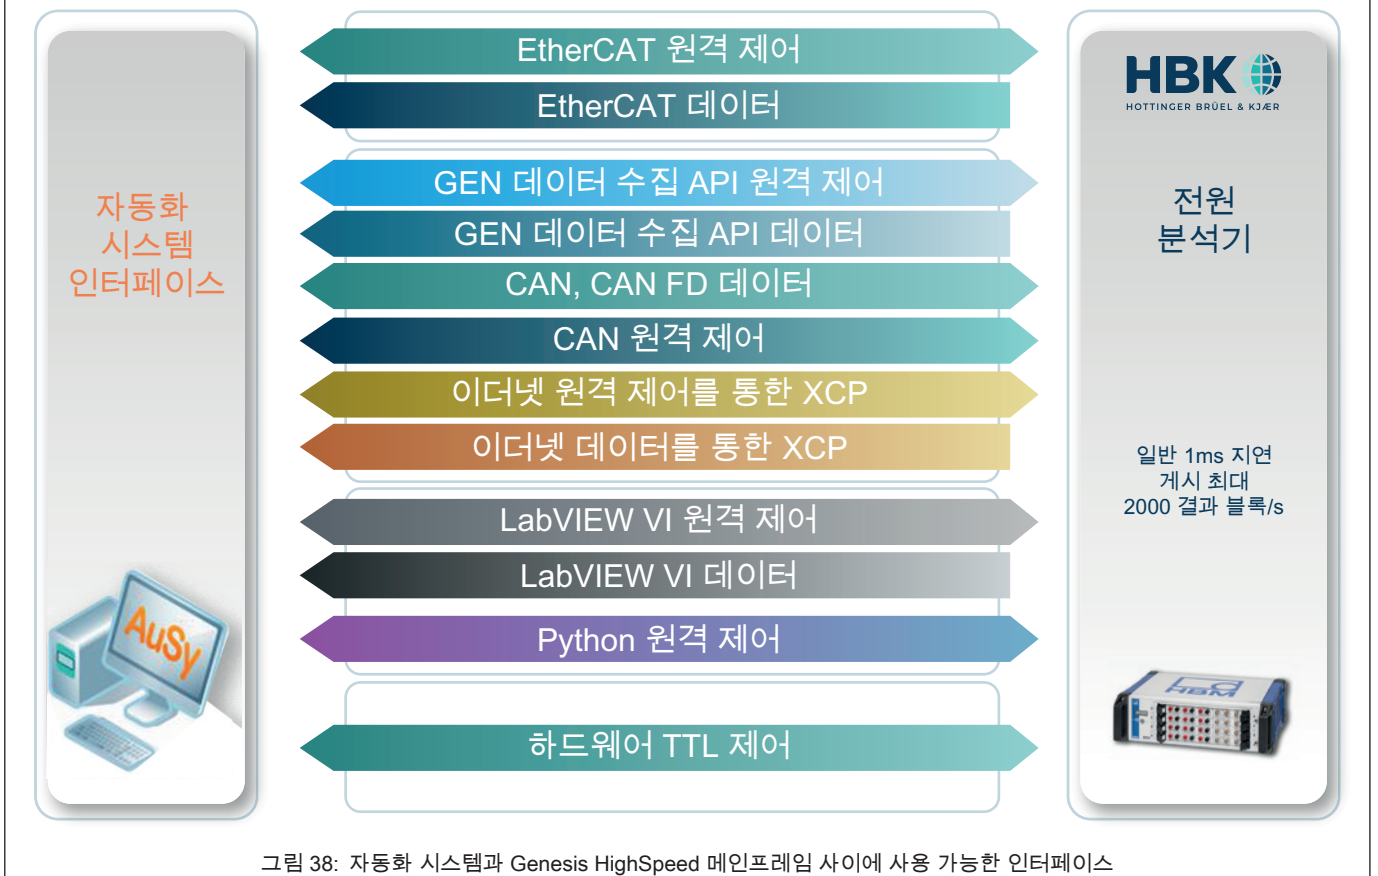 EtherCAT 원격 제어
EtherCAT 데이터
GEN 데이터 수집 API 원격 제어
GEN 데이터 수집 API 데이터
CAN, CAN FD 데이터
CAN 원격 제어
이더넷 원격 제어를 통한 XCP
이더넷 데이터를 통한 XCP
LabVIEW VI 원격 제어
LabVIEW VI 데이터
Python 원격 제어
하드웨어 TTL 제어
자동화
시스템
인터페이스
AuSy
HBK
HOTTINGER BRÜEL & KJÆR
전원
분석기
일반 1ms 지연
게시 최대
2000 결과 블록/s
HBM
그림 38: 자동화 시스템과 Genesis HighSpeed 메인프레임 사이에 사용 가능한 인터페이스